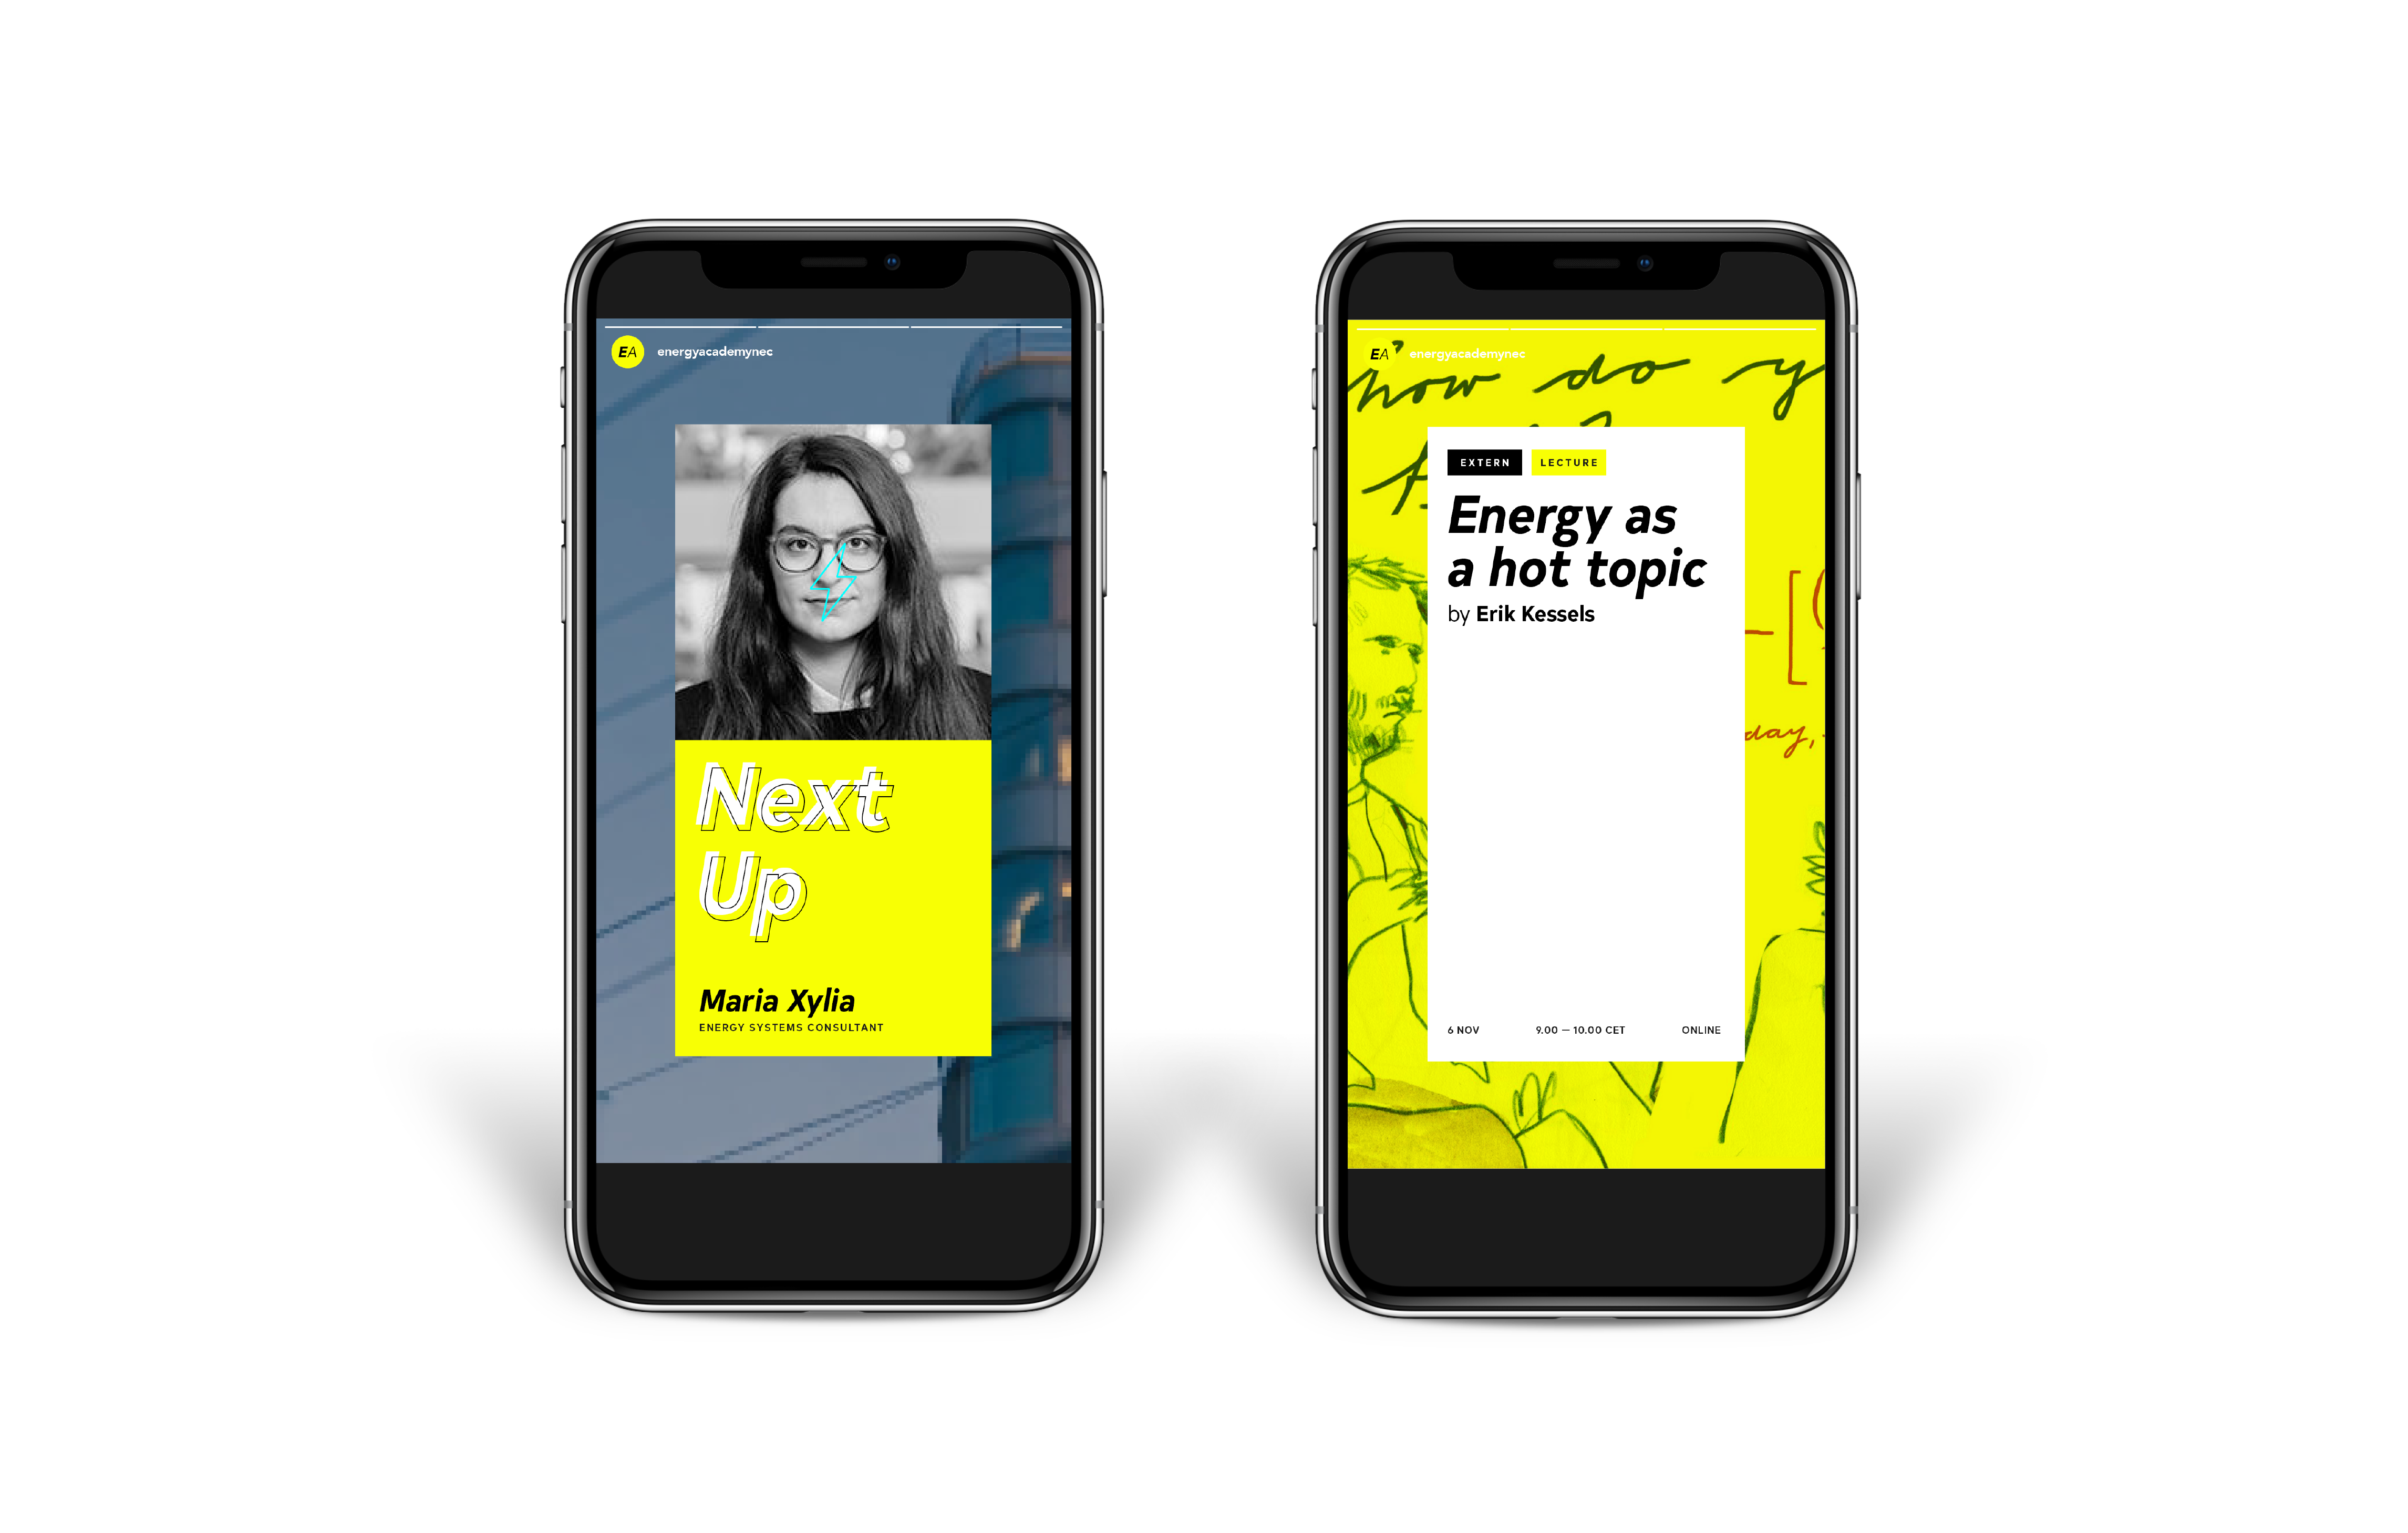 EA energyacademynec
Next
Up
Maria Xylia
ENERGY SYSTEMS CONSULTANT
EA energyacademynec
how do y
EXTERN LECTURE
Energy as
a hot topic
by Erik Kessels
day,
6 NOV 9.00 — 10.00 CET ONLINE